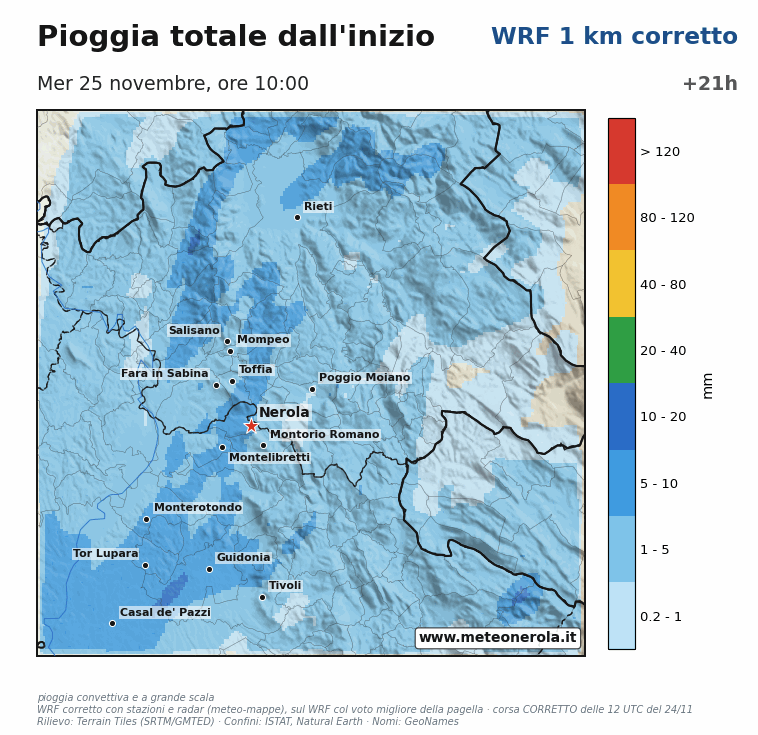 Pioggia totale dall'inizio
WRF 1 km corretto
Mer 25 novembre, ore 10:00
+21h
Rieti
Salisano
Mompeo
Toffia
Fara in Sabina
Poggio Moiano
Nerola
Montorio Romano
Montelibretti
Monterotondo
Tor Lupara
Guidonia
Tivoli
Casal de' Pazzi
www.meteonerola.it
> 120
80 - 120
40 - 80
20 - 40
10 - 20
5 - 10
1 - 5
0.2 - 1
mm
pioggia convettiva e a grande scala
WRF corretto con stazioni e radar (meteo-mappe), sul WRF col voto migliore della pagella · corsa CORRETTO delle 12 UTC del 24/11
Rilievo: Terrain Tiles (SRTM/GMTED) · Confini: ISTAT, Natural Earth · Nomi: GeoNames